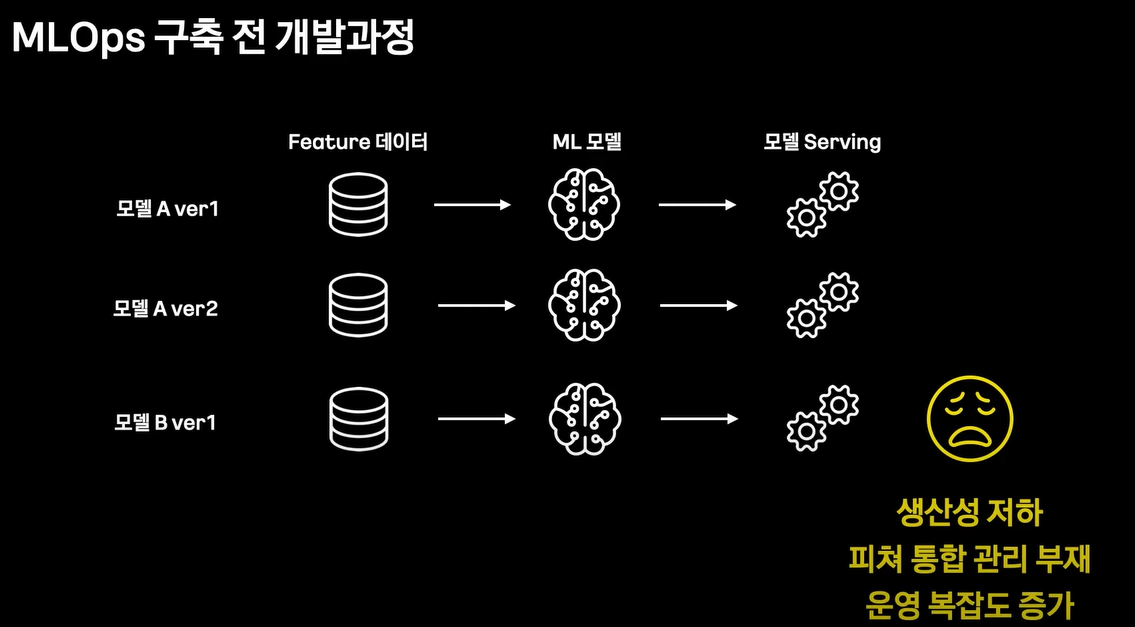 MLOps 구축 전 개발과정
Feature 데이터
ML 모델
모델 Serving
모델 A ver1
모델 A ver2
모델 B ver1
생산성 저하
피쳐 통합 관리 부재
운영 복잡도 증가